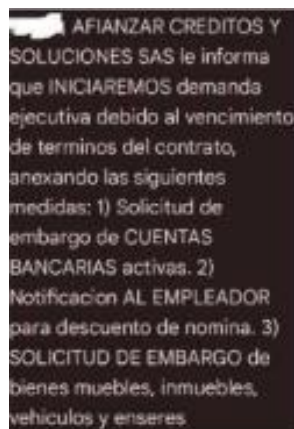 AFIANZAR CREDITOS Y
SOLUCIONES SAS le informa
que INICIAREMOS demanda
ejecutiva debido al vencimiento
de terminos del contrato,
anexando las siguientes
medidas: 1) Solicitud de
embargo de CUENTAS
BANCARIAS activas. 2)
Notificacion AL EMPLEADOR
para descuento de nomina. 3)
SOLICITUD DE EMBARGO de
bienes muebles, inmuebles,
vehiculos y enseres